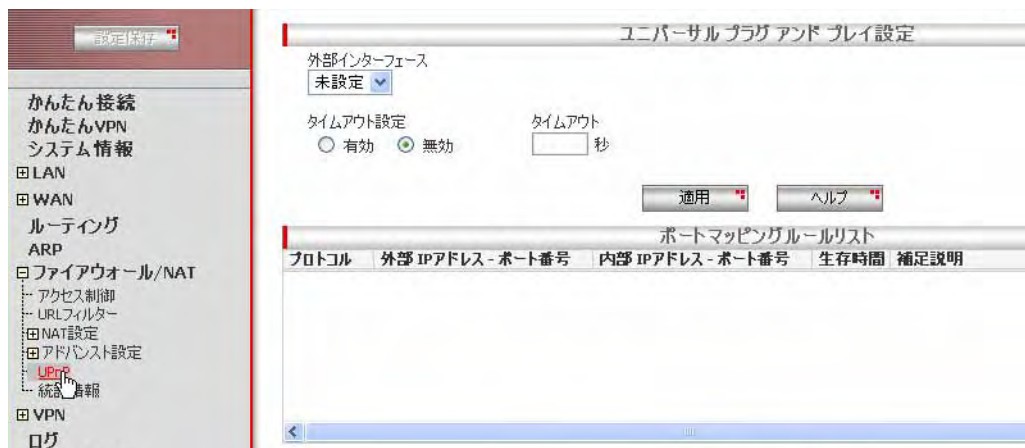 設定保存
かんたん接続
かんたんVPN
システム情報
LAN
WAN
ルーティング
ARP
ファイアウォール/NAT
アクセス制御
URLフィルター
NAT設定
アドバンスト設定
UPnP
統計情報
VPN
ログ
ユニバーサル プラグ アンド プレイ設定
外部インターフェース
未設定
タイムアウト設定 タイムアウト
有効 無効 秒
適用 ヘルプ
ポートマッピングルールリスト
プロトコル 外部 IPアドレス - ポート番号 内部 IPアドレス - ポート番号 生存時間 補足説明